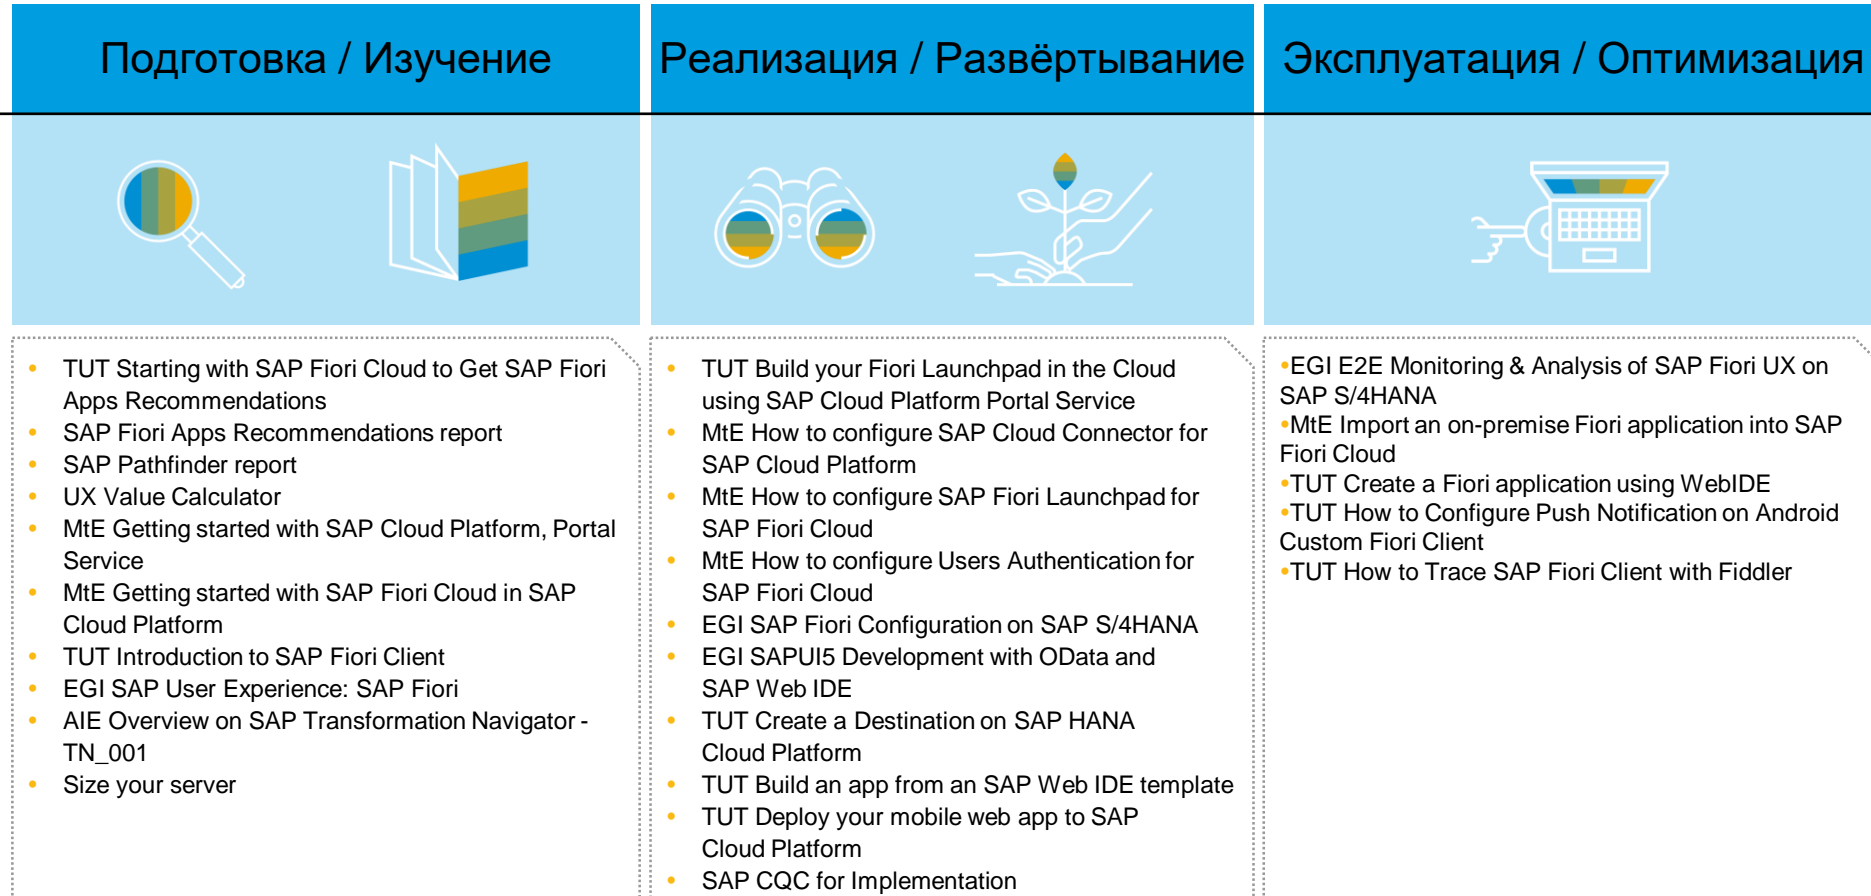 Подготовка / Изучение
Реализация / Развёртывание
Эксплуатация / Оптимизация
• TUT Starting with SAP Fiori Cloud to Get SAP Fiori
Apps Recommendations
• SAP Fiori Apps Recommendations report
• SAP Pathfinder report
• UX Value Calculator
• MtE Getting started with SAP Cloud Platform, Portal
Service
• MtE Getting started with SAP Fiori Cloud in SAP
Cloud Platform
• TUT Introduction to SAP Fiori Client
• EGI SAP User Experience: SAP Fiori
• AIE Overview on SAP Transformation Navigator -
TN_001
• Size your server
• TUT Build your Fiori Launchpad in the Cloud
using SAP Cloud Platform Portal Service
• MtE How to configure SAP Cloud Connector for
SAP Cloud Platform
• MtE How to configure SAP Fiori Launchpad for
SAP Fiori Cloud
• MtE How to configure Users Authentication for
SAP Fiori Cloud
• EGI SAP Fiori Configuration on SAP S/4HANA
• EGI SAPUI5 Development with OData and
SAP Web IDE
• TUT Create a Destination on SAP HANA
Cloud Platform
• TUT Build an app from an SAP Web IDE template
• TUT Deploy your mobile web app to SAP
Cloud Platform
• SAP CQC for Implementation
•EGI E2E Monitoring & Analysis of SAP Fiori UX on
SAP S/4HANA
•MtE Import an on-premise Fiori application into SAP
Fiori Cloud
•TUT Create a Fiori application using WebIDE
•TUT How to Configure Push Notification on Android
Custom Fiori Client
•TUT How to Trace SAP Fiori Client with Fiddler